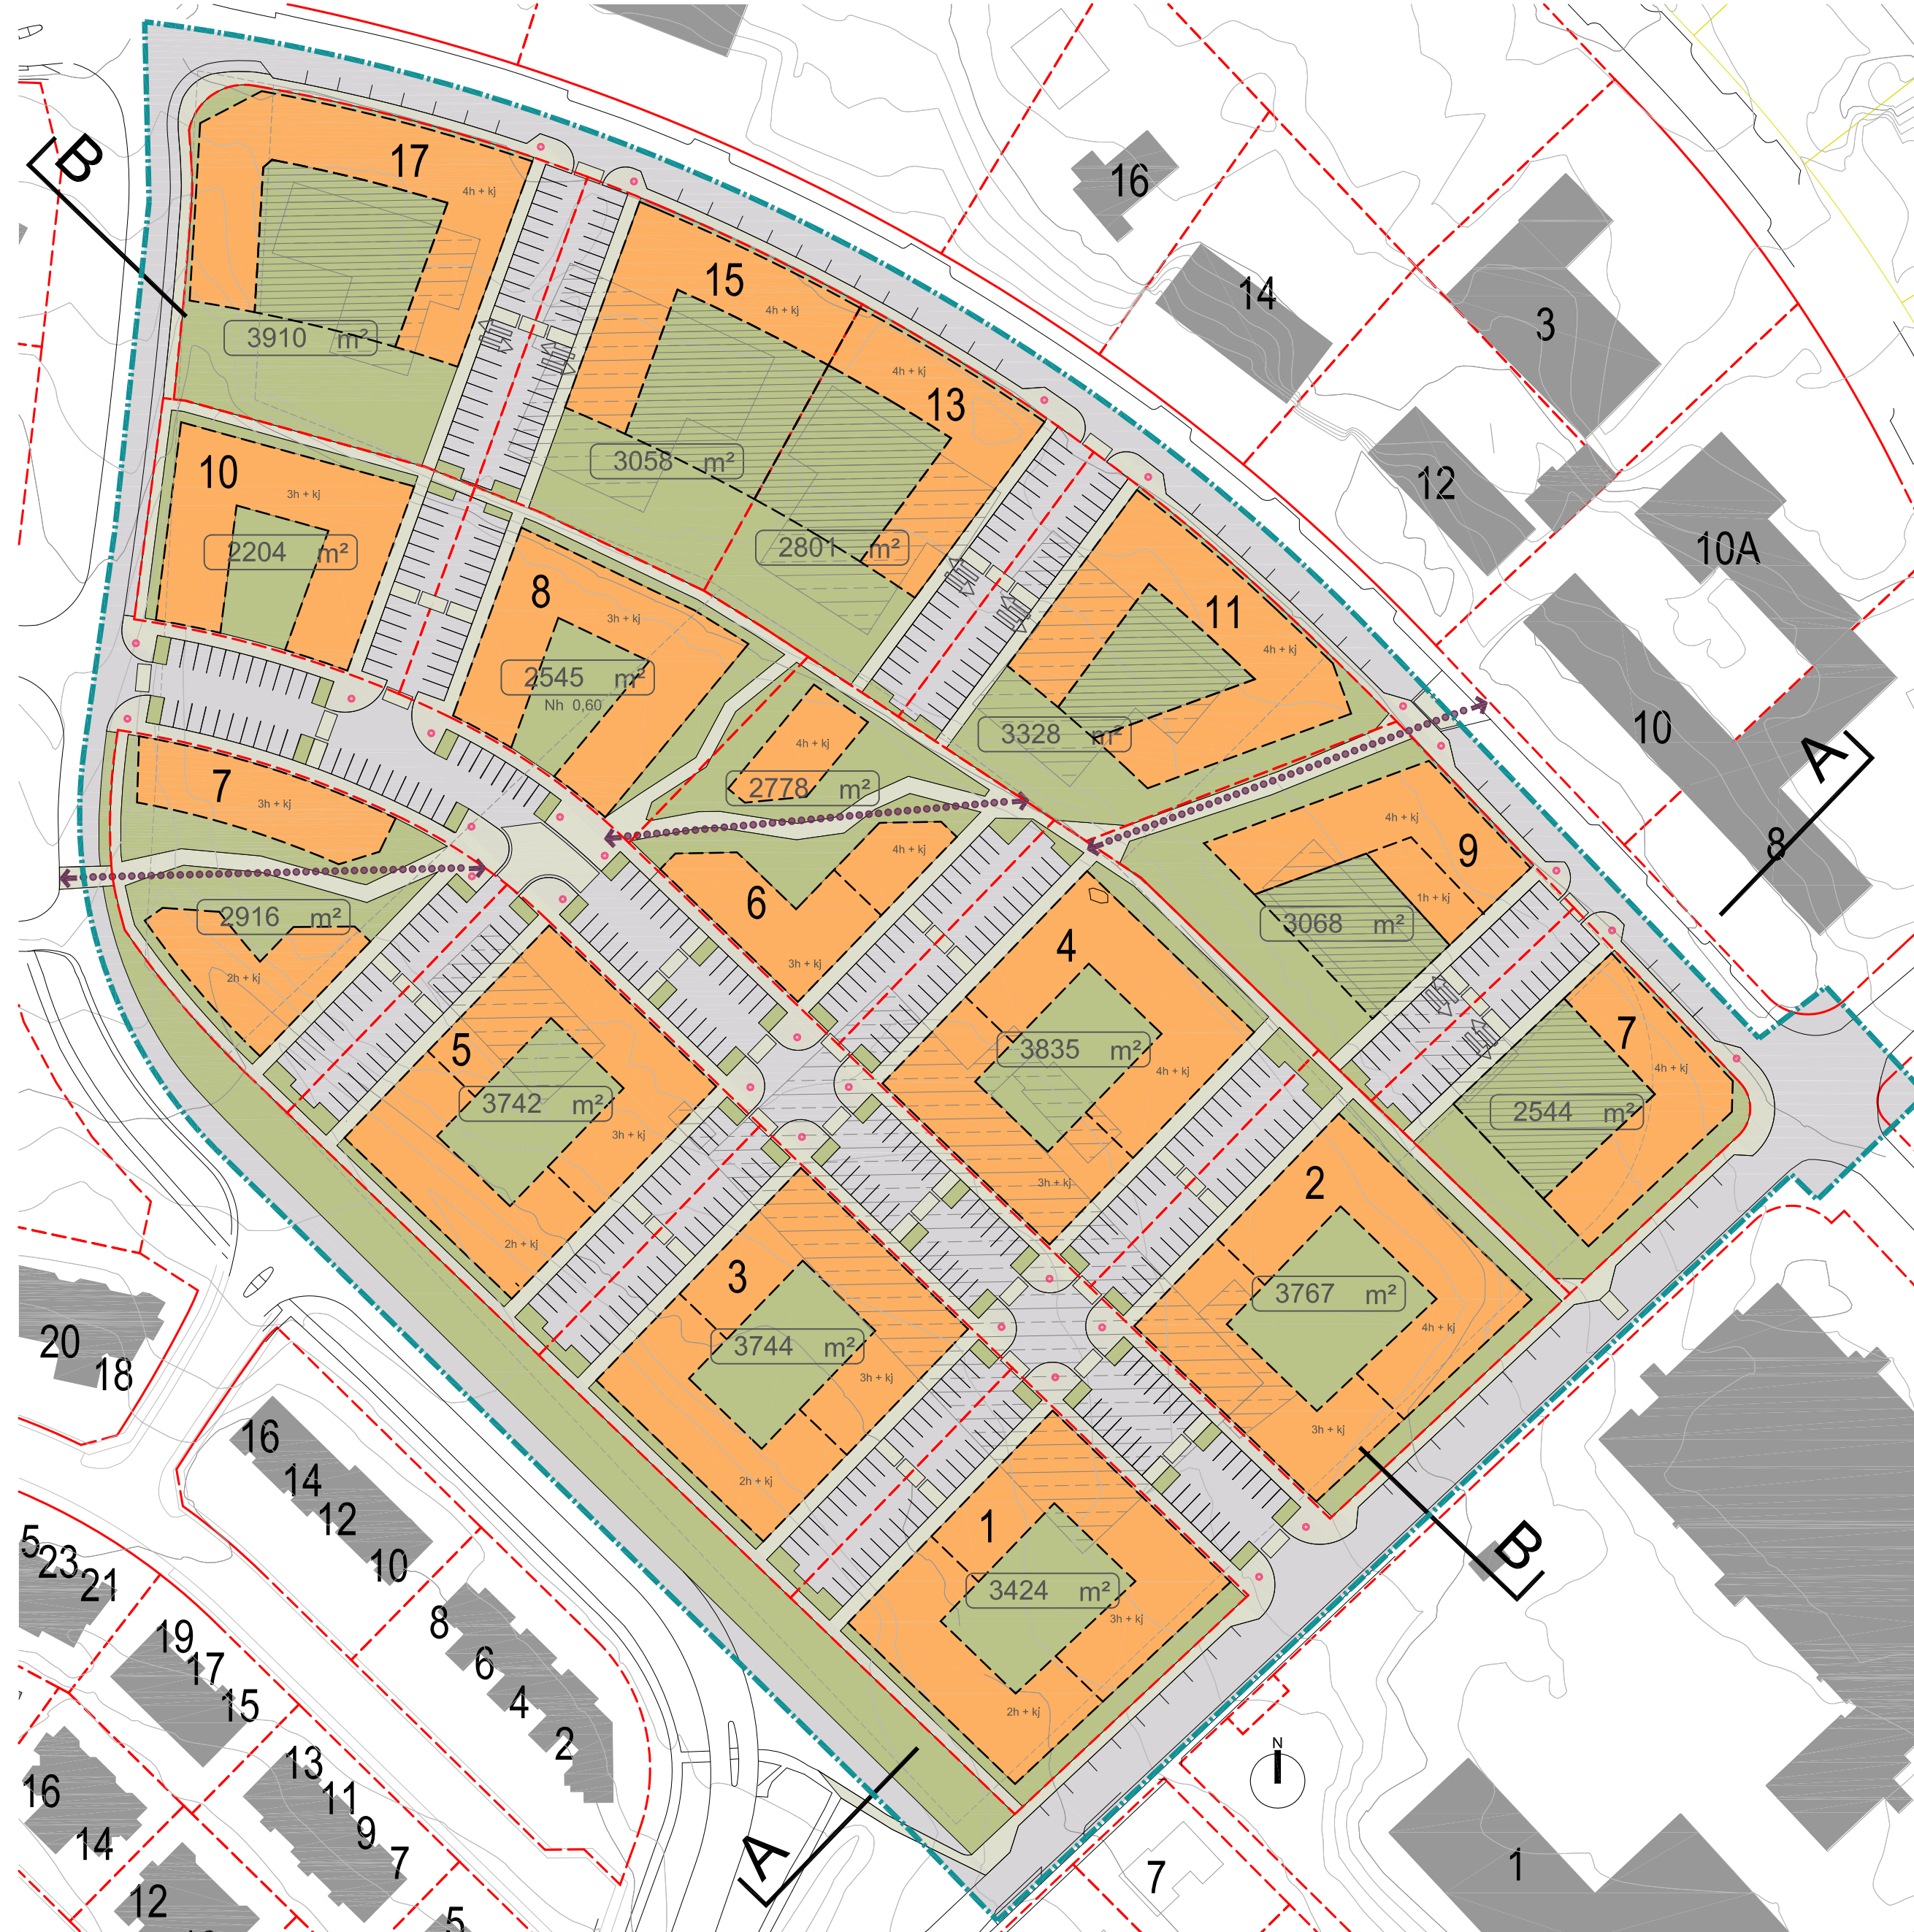 B
17
4h + kj
3910 m²
16
15
4h + kj
14
3
4h + kj
13
3058 m²
12
10
3h + kj
2204 m²
2801 m²
10A
8
3h + kj
2545 m²
Nh 0,60
11
4h + kj
3328 m²
10
A
4h + kj
2778 m²
7
3h + kj
4h + kj
9
8
6
4h + kj
1h + kj
3068 m²
2916 m²
2h + kj
3h + kj
4
5
3835 m²
4h + kj
7
4h + kj
3742 m²
3h + kj
2544 m²
3h + kj
2
2h + kj
3
3767 m²
4h + kj
20
18
3744 m²
3h + kj
3h + kj
16
14
12
10
2h + kj
1
B
5
23
21
3424 m²
3h + kj
8
19
17
15
6
4
2
2h + kj
N
16
14
13
11
9
7
A
7
1
12
5